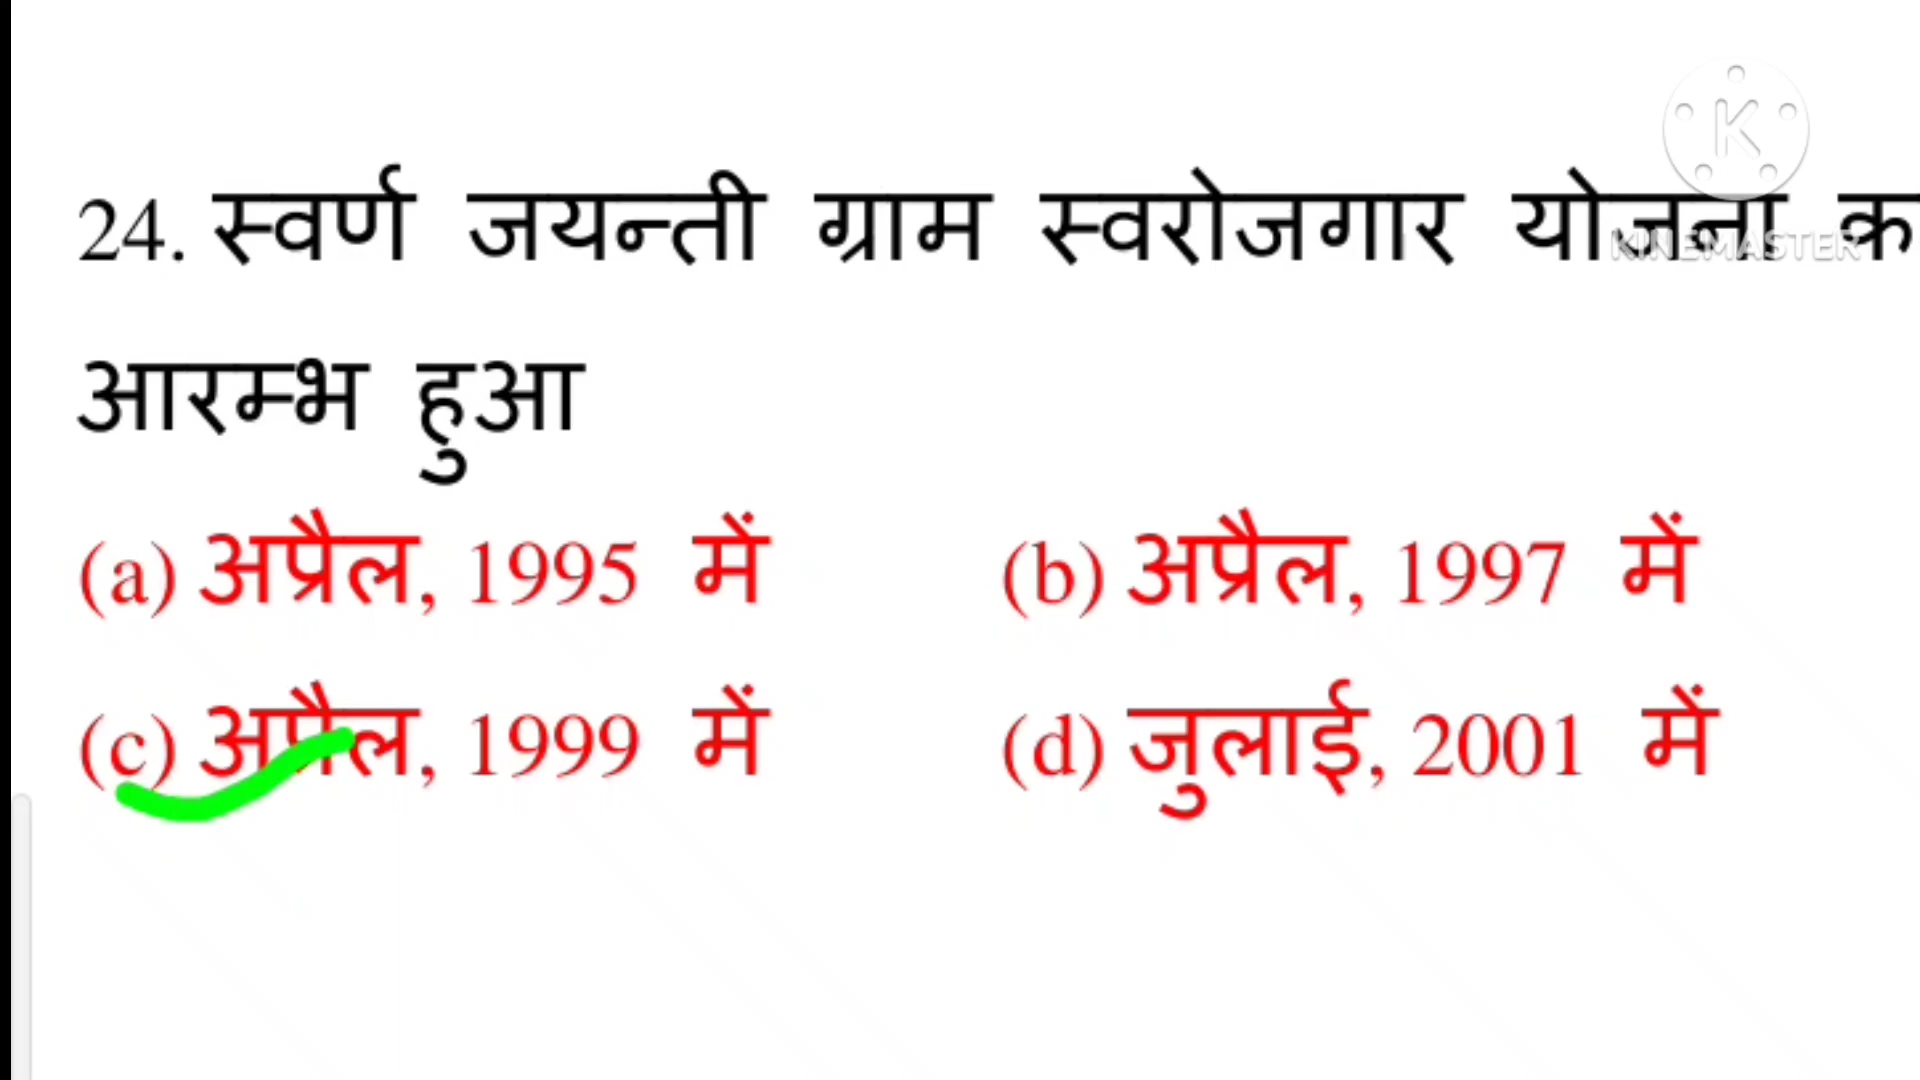 24. स्वर्ण जयन्ती ग्राम स्वरोजगार योजना
आरम्भ हुआ
(a) अप्रैल, 1995 में (b) अप्रैल, 1997 में
(c) अप्रैल, 1999 में (d) जुलाई, 2001 में
K
KINEMASTER